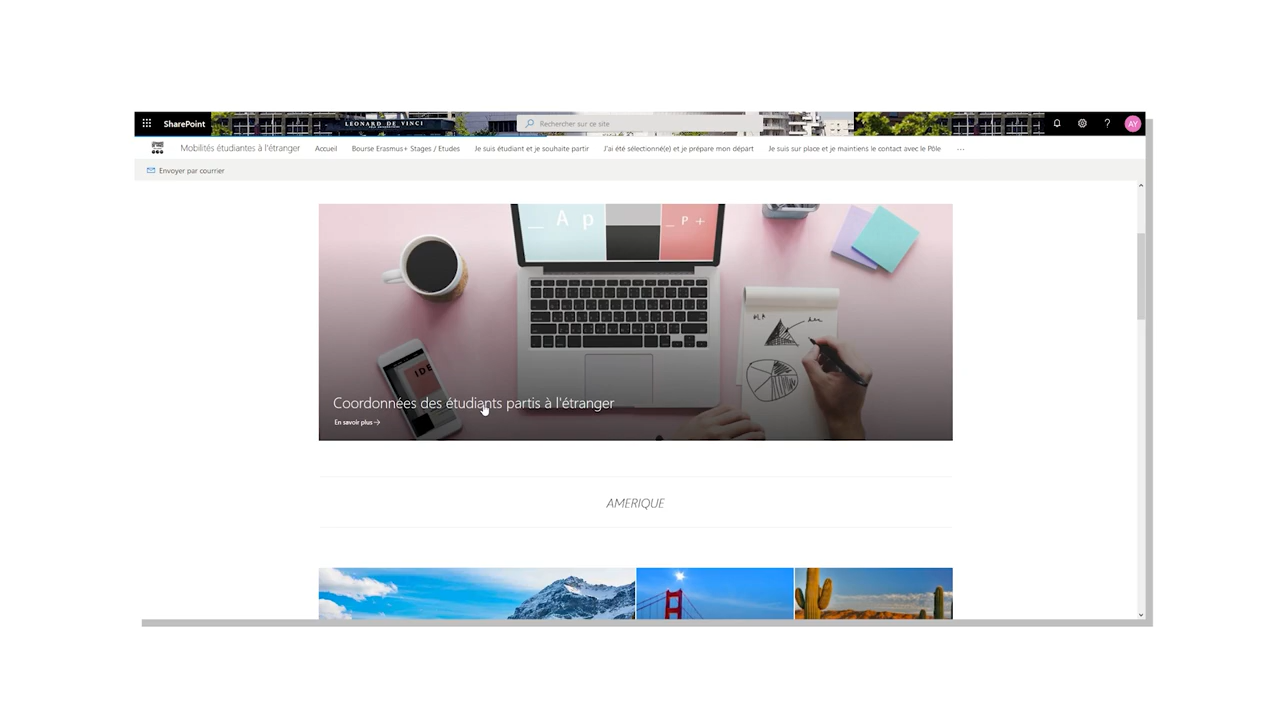 SharePoint
LEONARD DE VINCI
Rechercher sur ce site
AY
Mobilités étudiantes à l'étranger
Accueil
Bourse Erasmus+ Stages / Etudes
Je suis étudiant et je souhaite partir
J'ai été sélectionné(e) et je prépare mon départ
Je suis sur place et je maintiens le contact avec le Pôle
...
Envoyer par courrier
_ A p
_ P +
IDE
Coordonnées des étudiants partis à l'étranger
En savoir plus→
AMERIQUE